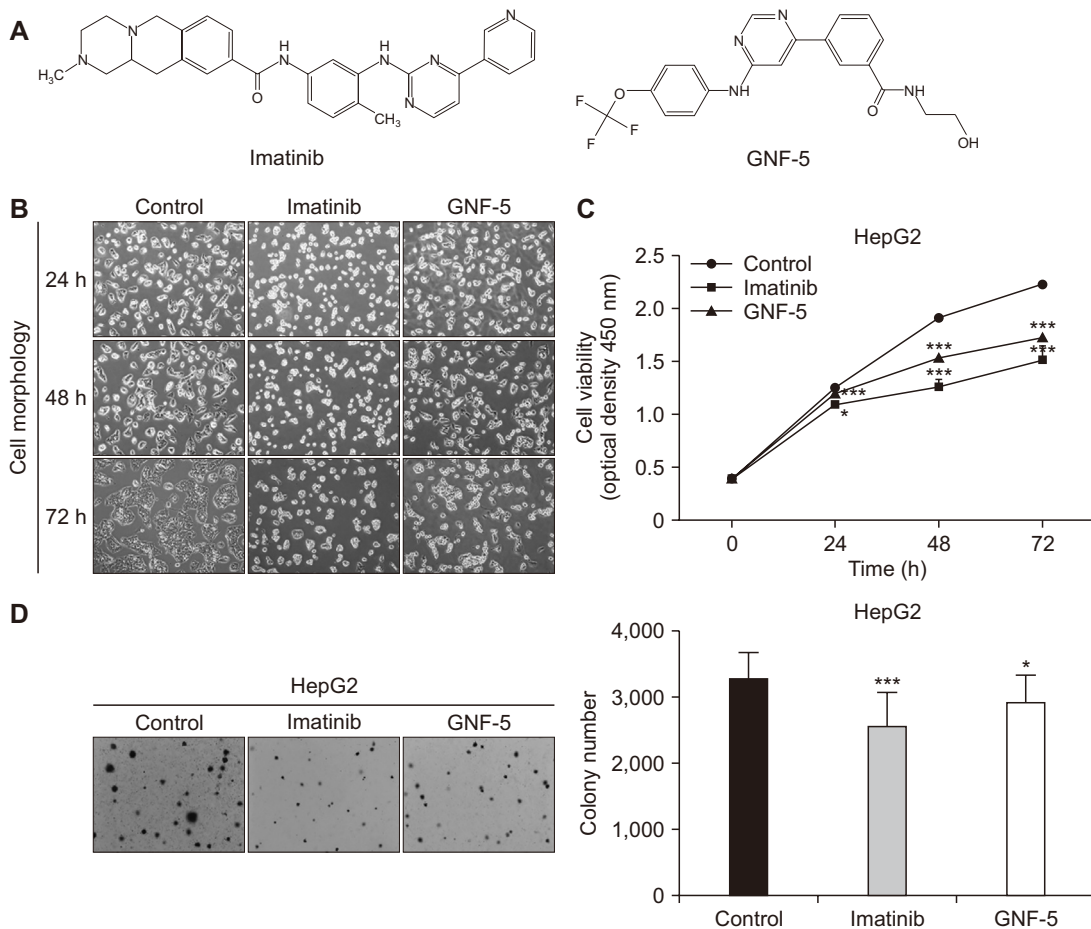 A
N
N
H₃C
O
H
N
CH₃
H
N
N
N
N
Imatinib
F
F
F
O
NH
N
N
O
NH
OH
GNF-5
B
Control Imatinib GNF-5
Cell morphology
24 h
48 h
72 h
C
HepG2
Control
Imatinib
GNF-5
Cell viability
(optical density 450 nm)
2.5
2.0
1.5
1.0
0.5
0
***
*
***
***
***
***
0 24 48 72
Time (h)
D
HepG2
Control Imatinib GNF-5
HepG2
Colony number
4,000
3,000
2,000
1,000
0
***
*
Control Imatinib GNF-5